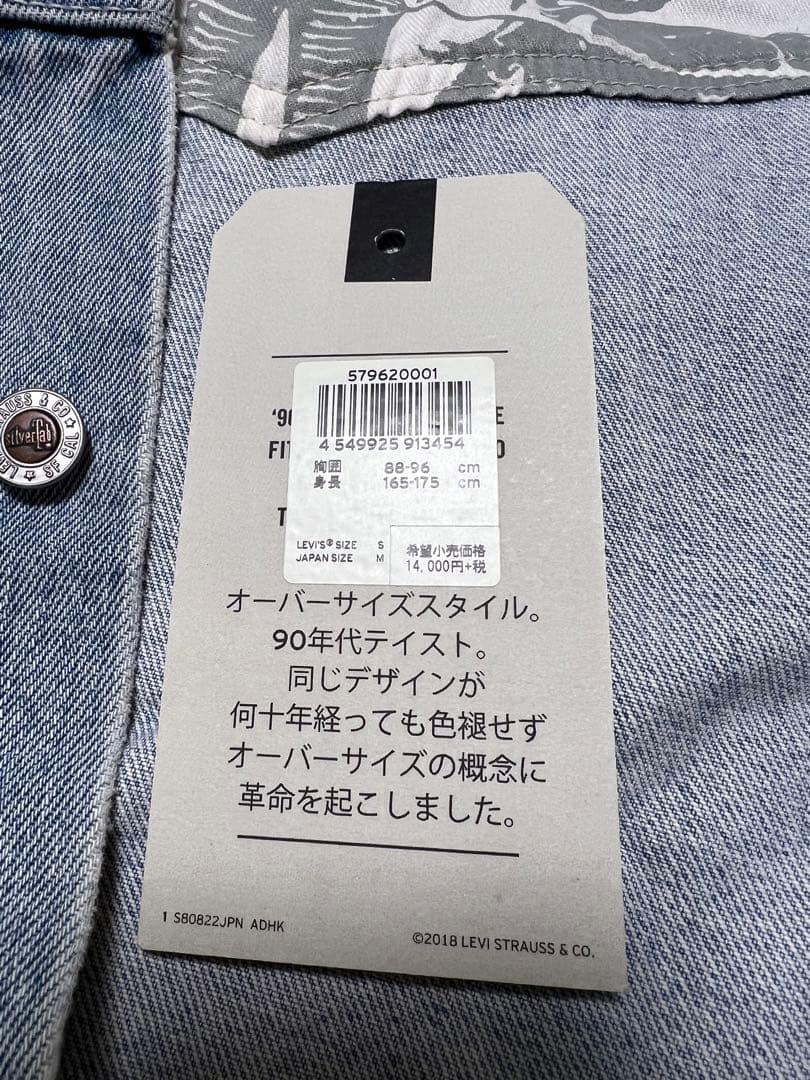 579620001
4 549925 913454
胸囲 88-96 cm
身長 165-175 cm
LEVI'S® SIZE S
JAPAN SIZE M
希望小売価格
14,000円+税
オーバーサイズスタイル。
90年代テイスト。
同じデザインが
何十年経っても色褪せず
オーバーサイズの概念に
革命を起こしました。
1 S80822JPN ADHK
©2018 LEVI STRAUSS & CO.
silverTab
SF CAL